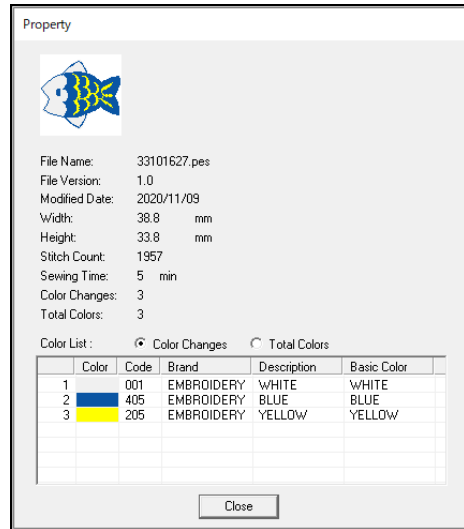 Property
File Name: 33101627.pes
File Version: 1.0
Modified Date: 2020/11/09
Width: 38.8 mm
Height: 33.8 mm
Stitch Count: 1957
Sewing Time: 5 min
Color Changes: 3
Total Colors: 3
Color List : Color Changes Total Colors
Color Code Brand Description Basic Color
1 001 EMBROIDERY WHITE WHITE
2 405 EMBROIDERY BLUE BLUE
3 205 EMBROIDERY YELLOW YELLOW
Close